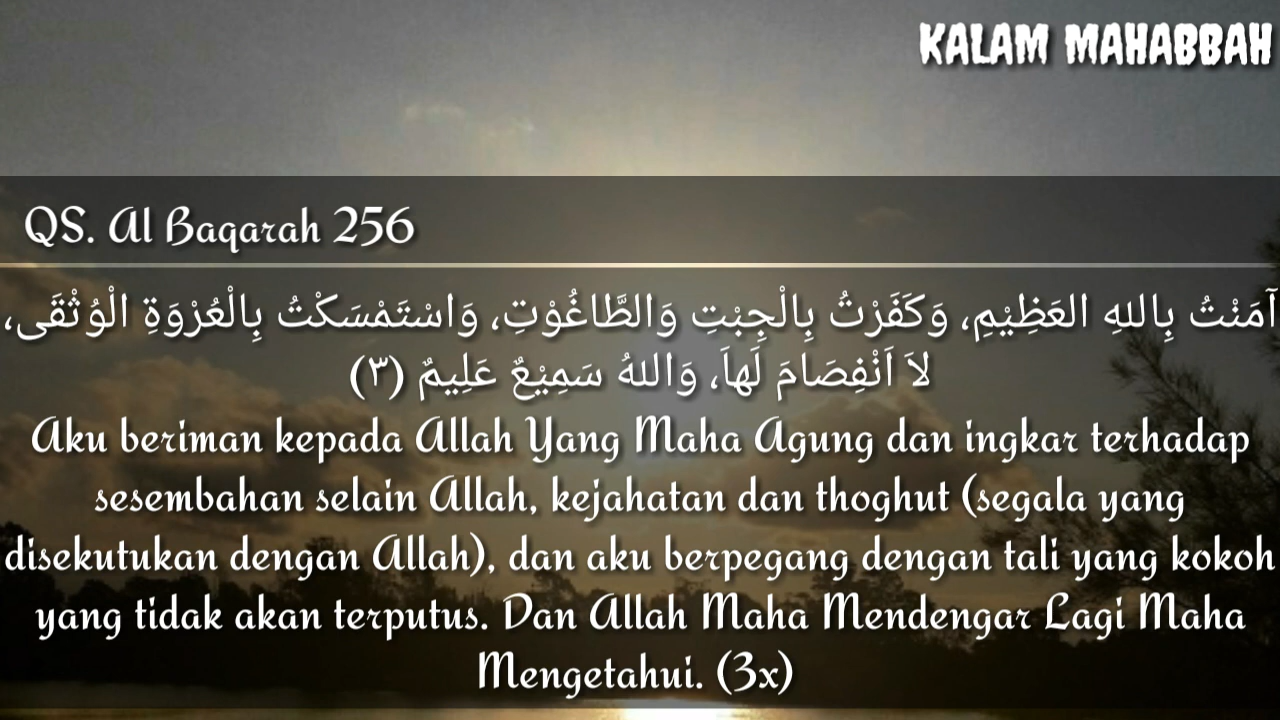 KALAM MAHABBAH
QS. Al Baqarah 256
آمَنْتُ بِاللهِ العَظِيْمِ، وَكَفَرْتُ بِالْجِبْتِ وَالطَّاغُوْتِ، وَاسْتَمْسَكْتُ بِالْعُرْوَةِ الْوُثْقَى،
لاَ اَنْفِصَامَ لَهاَ، وَاللهُ سَمِيْعٌ عَلِيمٌ (٣)
Aku beriman kepada Allah Yang Maha Agung dan ingkar terhadap
sesembahan selain Allah, kejahatan dan thoghut (segala yang
disekutukan dengan Allah), dan aku berpegang dengan tali yang kokoh
yang tidak akan terputus. Dan Allah Maha Mendengar Lagi Maha
Mengetahui. (3x)